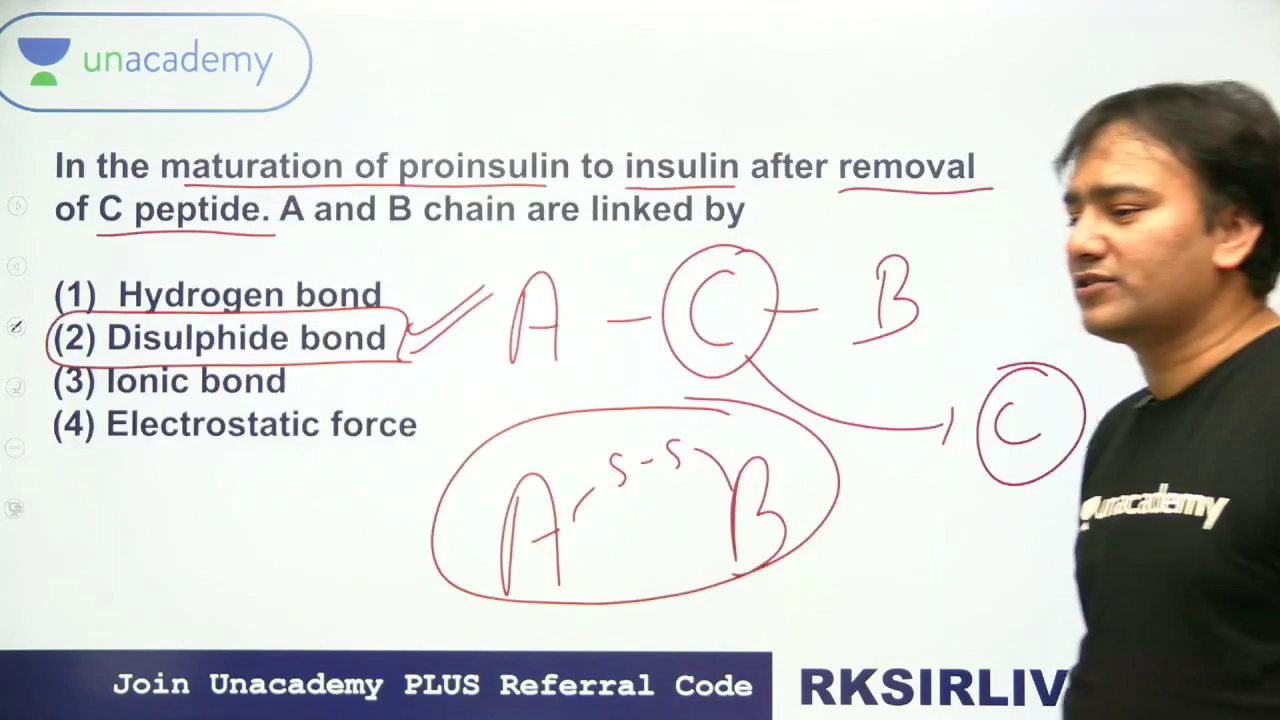 unacademy
In the maturation of proinsulin to insulin after removal
of C peptide. A and B chain are linked by
(1) Hydrogen bond
(2) Disulphide bond
(3) Ionic bond
(4) Electrostatic force
A - C - B
C
A S-S B
unacademy
Join Unacademy PLUS Referral Code
RKSIRLIV